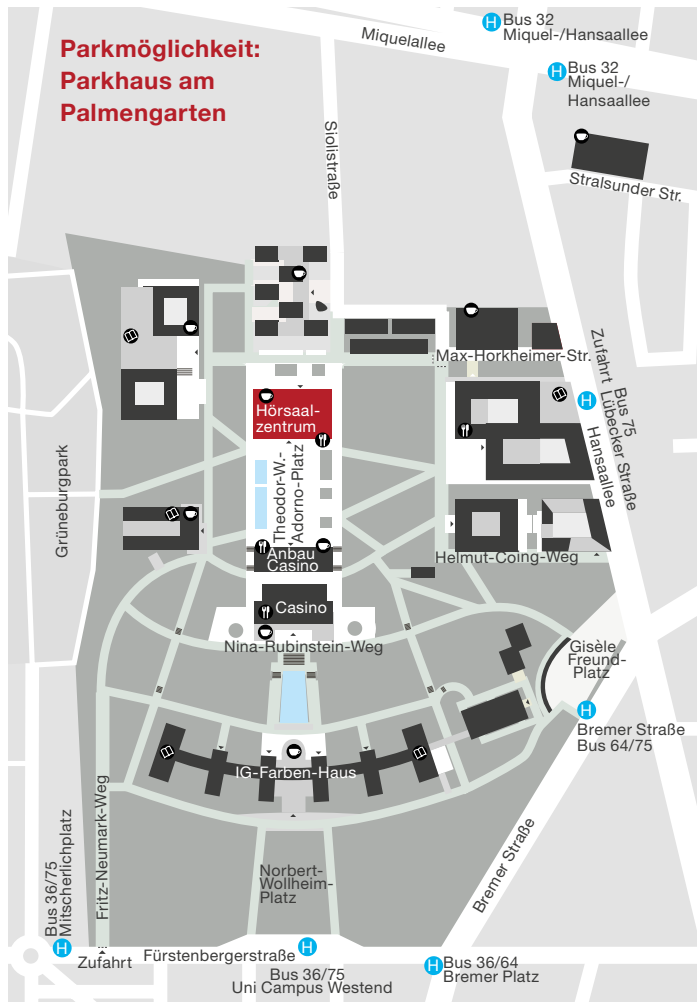 Parkmöglichkeit:
Parkhaus am
Palmengarten
Miquelallee
H Bus 32
Miquel-/Hansaallee
H Bus 32
Miquel-/
Hansaallee
Siolistraße
Stralsunder Str.
Max-Horkheimer-Str.
Zufahrt Lübecker Straße
Bus 75
Hansaallee
H
Hörsaal-
zentrum
Theodor-W.-
Adorno-Platz
Grüneburgpark
Anbau
Casino
Helmut-Coing-Weg
Casino
Nina-Rubinstein-Weg
Gisèle
Freund-
Platz
H
Bremer Straße
Bus 64/75
IG-Farben-Haus
Fritz-Neumark-Weg
Norbert-
Wollheim-
Platz
Bremer Straße
Bus 36/75
Mitscherlichplatz
H
Zufahrt
Fürstenbergerstraße
H
Bus 36/75
Uni Campus Westend
H Bus 36/64
Bremer Platz